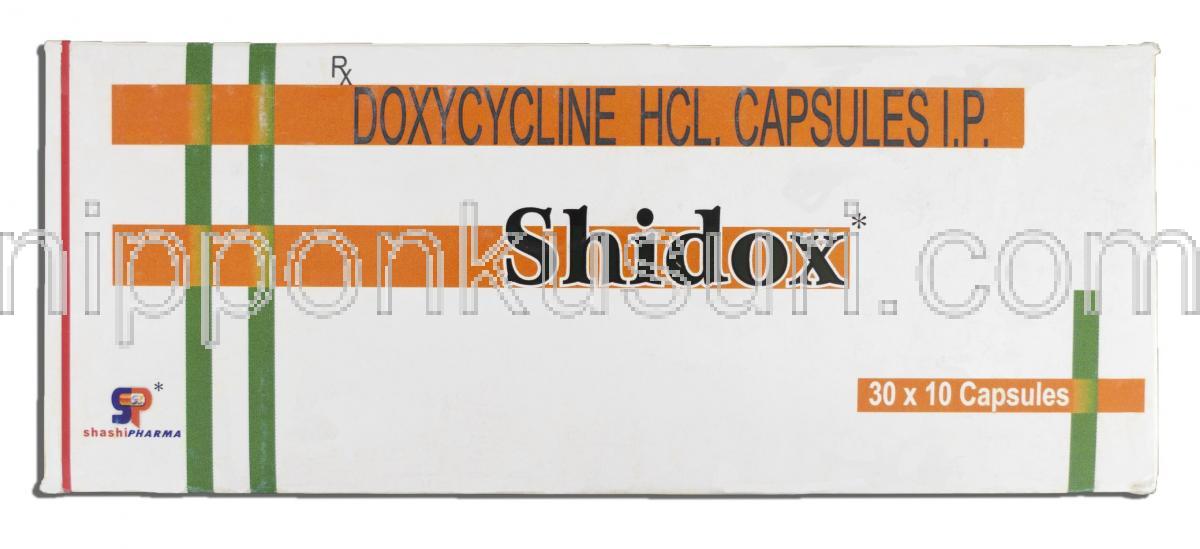 Rx
DOXYCYCLINE HCL. CAPSULES I.P.
Shidox*
nipponkusuri.com
30 x 10 Capsules
SP*
shashiPHARMA